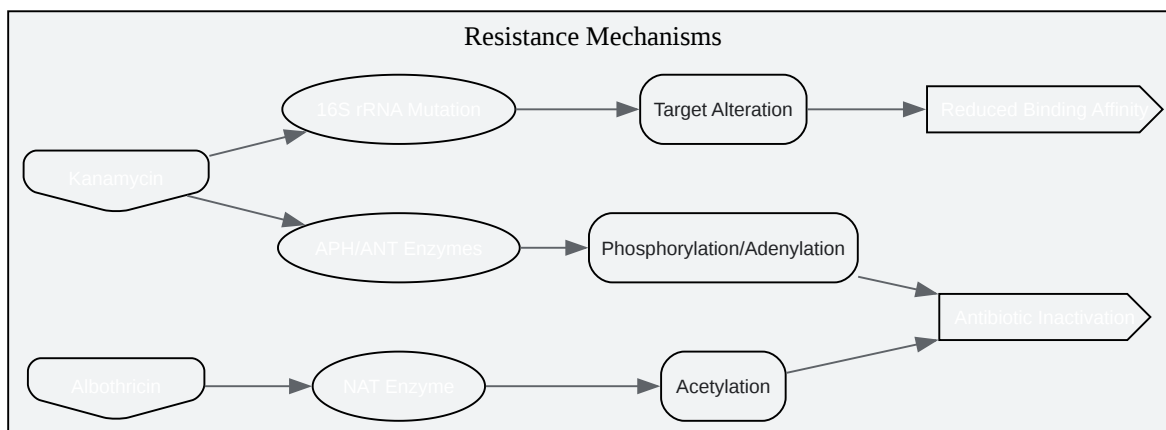 Resistance Mechanisms
16S rRNA Mutation
Target Alteration
Reduced Binding Affinity
Kanamycin
APH/ANT Enzymes
Phosphorylation/Adenylation
Antibiotic Inactivation
Albothricin
NAT Enzyme
Acetylation